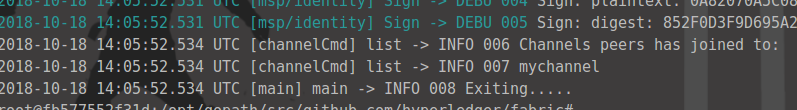 2018-10-18 14:05:52.531 UTC [msp/identity] Sign -> DEBU 004 Sign: plaintext: 0A82070A5C08
2018-10-18 14:05:52.531 UTC [msp/identity] Sign -> DEBU 005 Sign: digest: 852F0D3F9D695A2
2018-10-18 14:05:52.534 UTC [channelCmd] list -> INFO 006 Channels peers has joined to:
2018-10-18 14:05:52.534 UTC [channelCmd] list -> INFO 007 mychannel
2018-10-18 14:05:52.534 UTC [main] main -> INFO 008 Exiting.....
root@fb577552f31d:/opt/gopath/src/github.com/hyperledger/fabric#